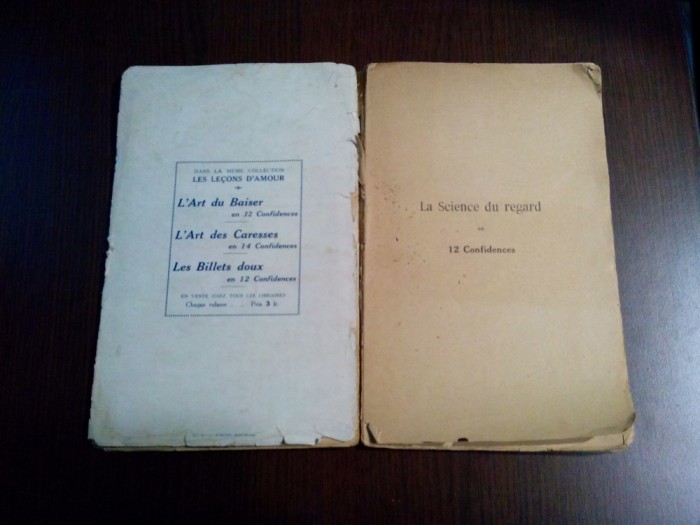 DANS LA MÊME COLLECTION
LES LEÇONS D'AMOUR
L'Art du Baiser
en 12 Confidences
L'Art des Caresses
en 14 Confidences
Les Billets doux
en 12 Confidences
EN VENTE CHEZ TOUS LES LIBRAIRES
Chaque volume .. .. Prix 3 fr.
La Science du regard
en
12 Confidences